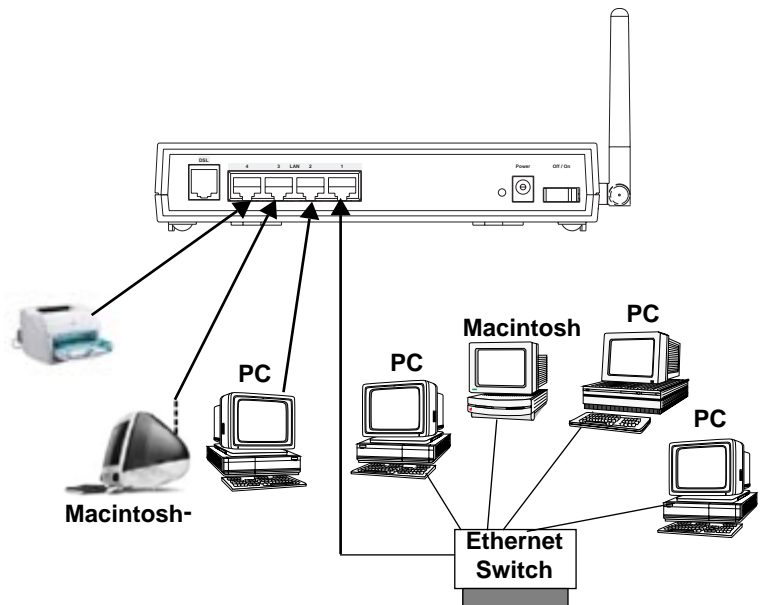 DSL
4 3 LAN 2 1
Power Off / On
PC
Macintosh
PC
PC
PC
Macintosh-
Ethernet
Switch